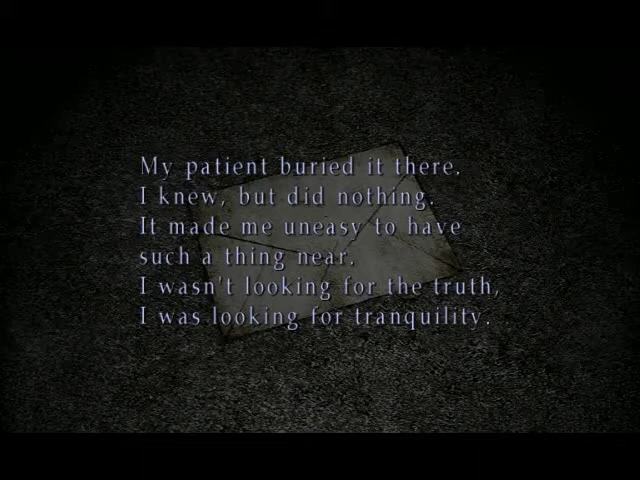 My patient buried it there.
I knew, but did nothing.
It made me uneasy to have
such a thing near.
I wasn't looking for the truth,
I was looking for tranquility.